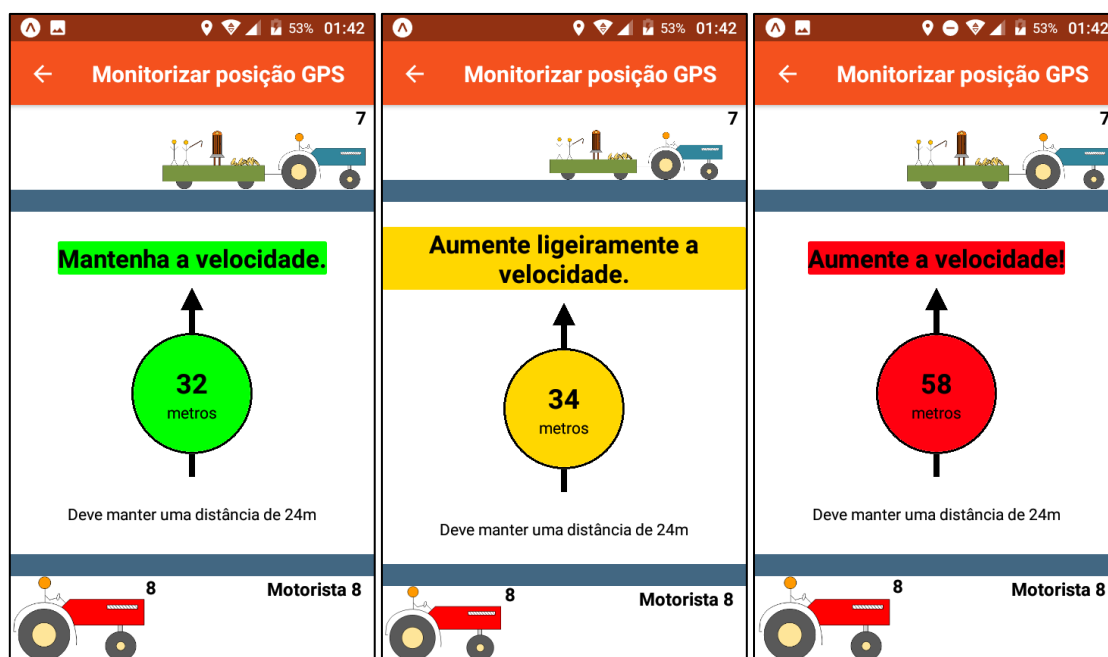 53% 01:42
Monitorizar posição GPS
7
Mantenha a velocidade.
32
metros
Deve manter uma distância de 24m
8
Motorista 8
53% 01:42
Monitorizar posição GPS
7
Aumente ligeiramente a
velocidade.
34
metros
Deve manter uma distância de 24m
8
Motorista 8
53% 01:42
Monitorizar posição GPS
7
Aumente a velocidade!
58
metros
Deve manter uma distância de 24m
8
Motorista 8